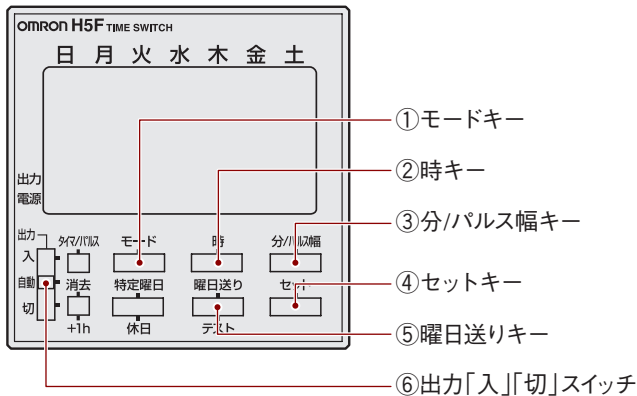 OMRON H5F TIME SWITCH
日 月 火 水 木 金 土
出力
電源
出力
入
自動
切
タイマ/パルス モード 時 分/パルス幅
消去 特定曜日 曜日送り セット
+1h 休日 テスト
①モードキー
②時キー
③分/パルス幅キー
④セットキー
⑤曜日送りキー
⑥出力「入」「切」スイッチ